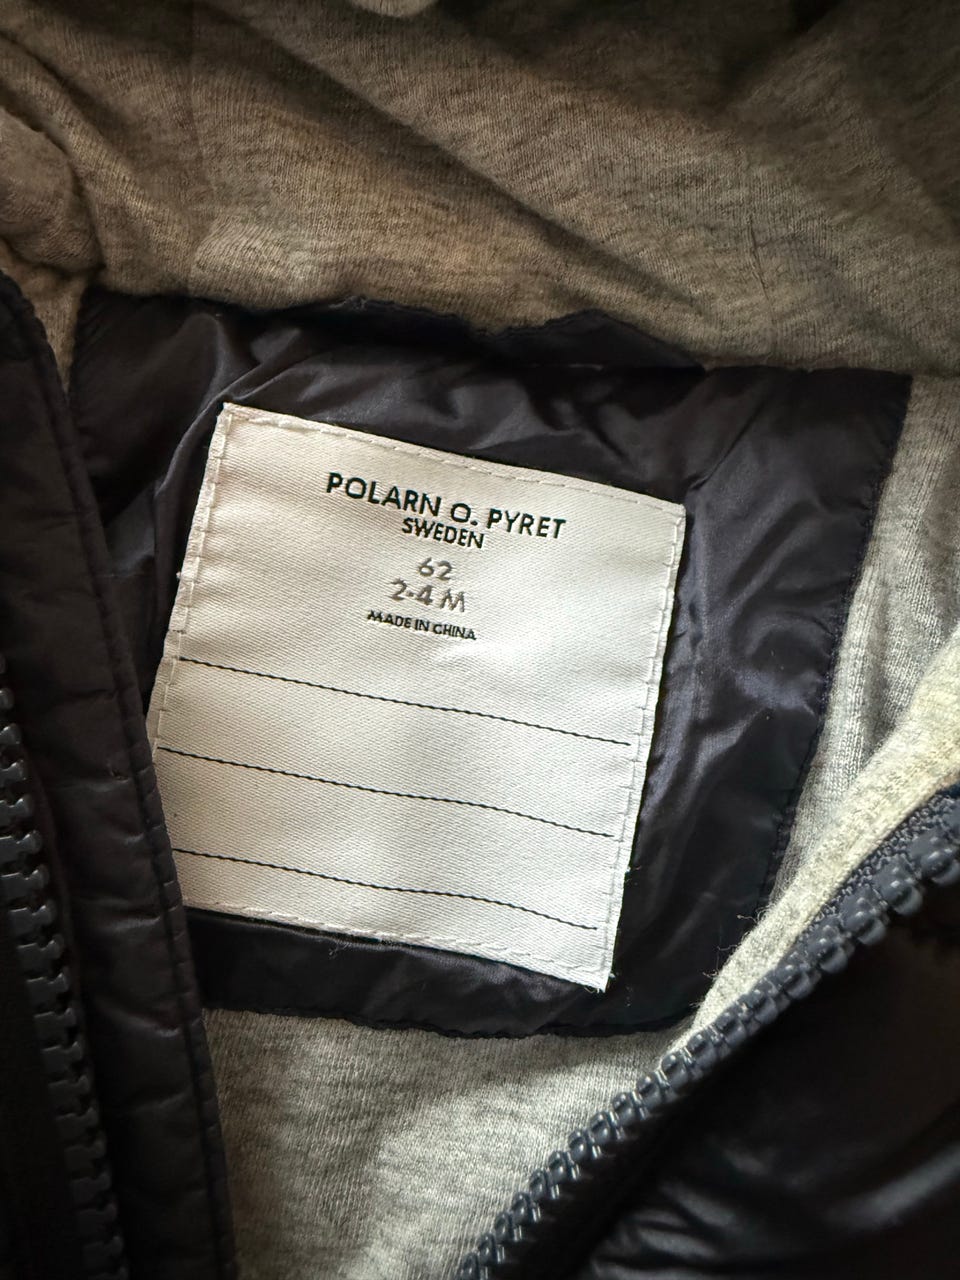 POLARN O. PYRET
SWEDEN
62
2-4 M
MADE IN CHINA